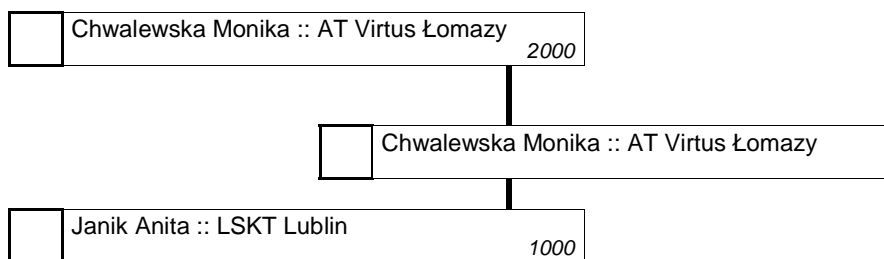 Chwalewska Monika :: AT Virtus Łomazy
2000
Chwalewska Monika :: AT Virtus Łomazy
Janik Anita :: LSKT Lublin
1000